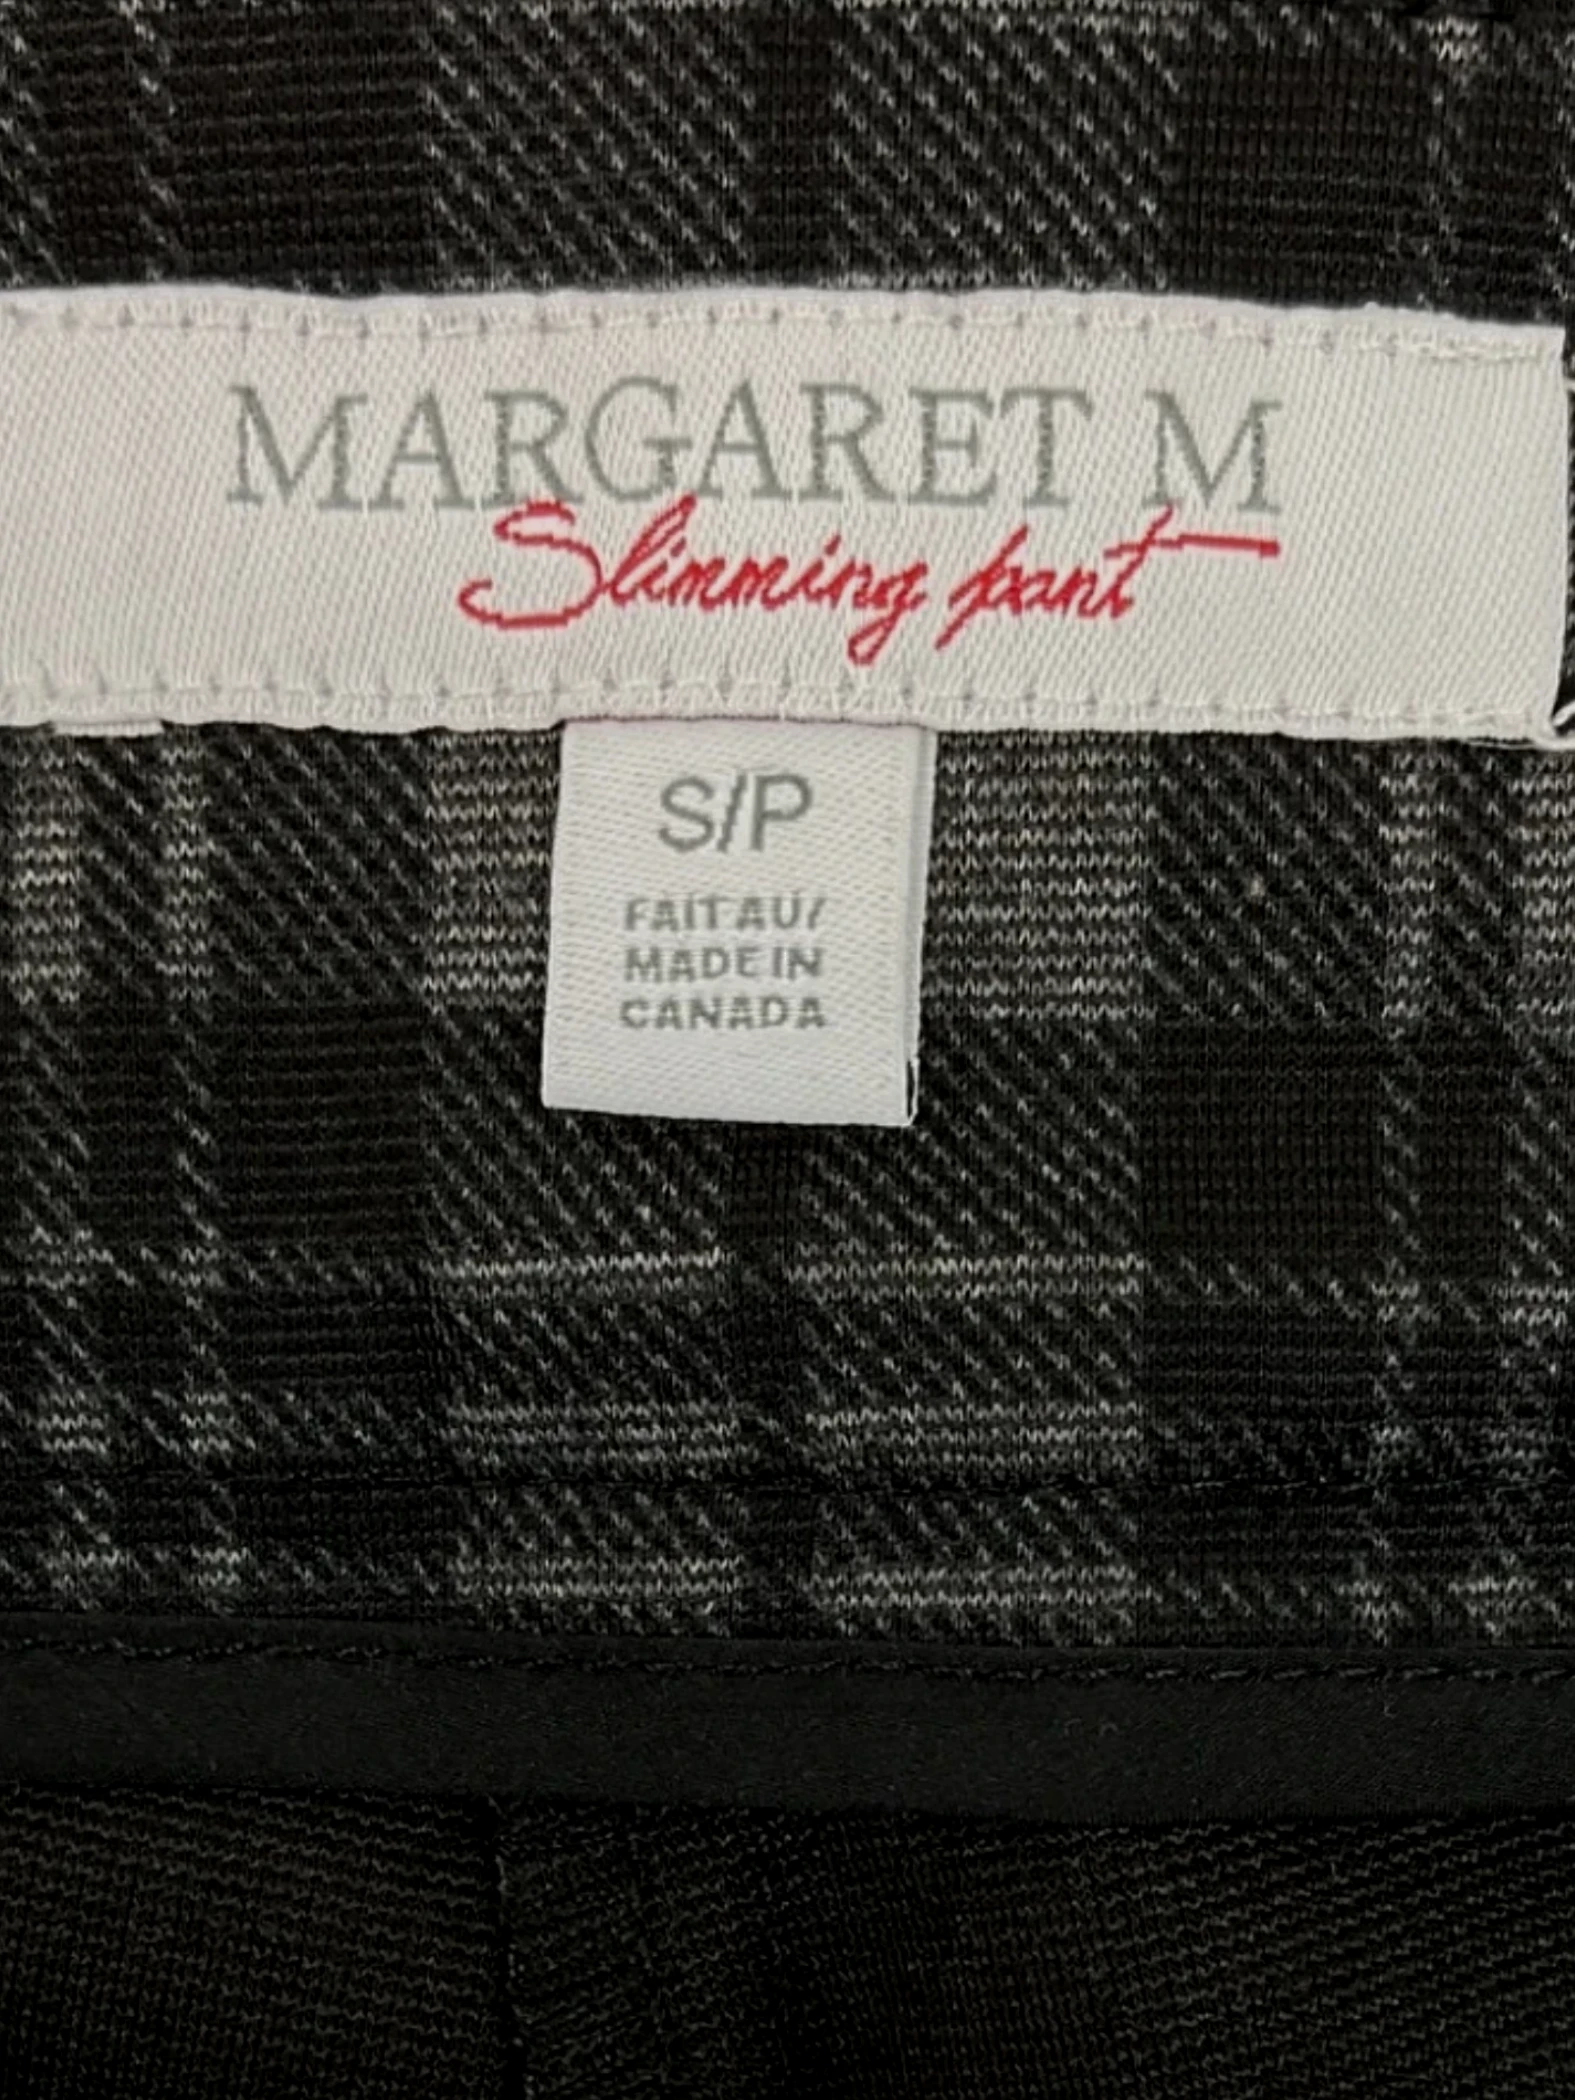 MARGARET M
Slimming pant
S/P
FAIT AU/
MADE IN
CANADA